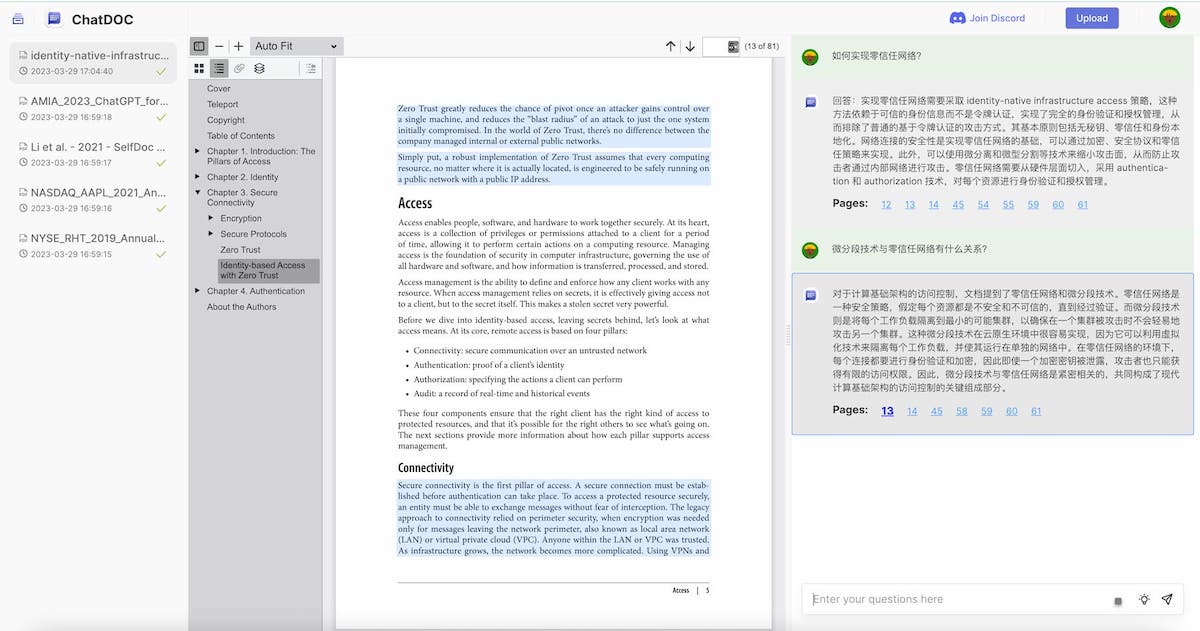 ChatDOC
Join Discord
Upload
identity-native-infrastruc...
2023-03-29 17:04:40
AMIA_2023_ChatGPT_for...
2023-03-29 16:59:18
Li et al. - 2021 - SelfDoc ...
2023-03-29 16:59:17
NASDAQ_AAPL_2021_An...
2023-03-29 16:59:16
NYSE_RHT_2019_Annual...
2023-03-29 16:59:15
Auto Fit
(13 of 81)
Cover
Teleport
Copyright
Table of Contents
Chapter 1. Introduction: The
Pillars of Access
Chapter 2. Identity
Chapter 3. Secure
Connectivity
Encryption
Secure Protocols
Zero Trust
Identity-based Access
with Zero Trust
Chapter 4. Authentication
About the Authors
Zero Trust greatly reduces the chance of pivot once an attacker gains control over
a single machine, and reduces the "blast radius" of an attack to just the one system
initially compromised. In the world of Zero Trust, there's no difference between the
company managed internal or external public networks.
Simply put, a robust implementation of Zero Trust assumes that every computing
resource, no matter where it is actually located, is engineered to be safely running on
a public network with a public IP address.
Access
Access enables people, software, and hardware to work together securely. At its heart,
access is a collection of privileges or permissions attached to a client for a period
of time, allowing it to perform certain actions on a computing resource. Managing
access is the foundation of security in computer infrastructure, governing the use of
all hardware and software, and how information is transferred, processed, and stored.
Access management is the ability to define and enforce how any client works with any
resource. When access management relies on secrets, it is effectively giving access not
to a client, but to the secret itself. This makes a stolen secret very powerful.
Before we dive into identity-based access, leaving secrets behind, let's look at what
access means. At its core, remote access is based on four pillars:
• Connectivity: secure communication over an untrusted network
• Authentication: proof of a client's identity
• Authorization: specifying the actions a client can perform
• Audit: a record of real-time and historical events
These four components ensure that the right client has the right kind of access to
protected resources, and that it's possible for the right others to see what's going on.
The next sections provide more information about how each pillar supports access
management.
Connectivity
Secure connectivity is the first pillar of access. A secure connection must be estab-
lished before authentication can take place. To access a protected resource securely,
an entity must be able to exchange messages without fear of interception. The legacy
approach to connectivity relied on perimeter security, when encryption was needed
only for messages leaving the network perimeter, also known as local area network
(LAN) or virtual private cloud (VPC). Anyone within the LAN or VPC was trusted.
As infrastructure grows, the network becomes more complicated. Using VPNs and
Access | 5
如何实现零信任网络?
回答：实现零信任网络需要采取 identity-native infrastructure access 策略，这种
方法依赖于可信的身份信息而不是令牌认证，实现了完全的身份验证和授权管理，从
而排除了普通的基于令牌认证的攻击方式。其基本原则包括无秘钥、零信任和身份本
地化。网络连接的安全性是实现零信任网络的基础，可以通过加密、安全协议和零信
任策略来实现。此外，可以使用微分离和微型分割等技术来缩小攻击面，从而防止攻
击者通过内部网络进行攻击。零信任网络需要从硬件层面切入，采用 authentica-
tion 和 authorization 技术，对每个资源进行身份验证和授权管理。
Pages: 12 13 14 45 54 55 59 60 61
微分段技术与零信任网络有什么关系?
对于计算基础架构的访问控制，文档提到了零信任网络和微分段技术。零信任网络是
一种安全策略，假定每个资源都是不安全和不可信的，直到经过验证。而微分段技术
则是将每个工作负载隔离到最小的可能集群，以确保在一个集群被攻击时不会轻易地
攻击另一个集群。这种微分段技术在云原生环境中很容易实现，因为它可以利用虚拟
化技术来隔离每个工作负载，并使其运行在单独的网络中。在零信任网络的环境下，
每个连接都要进行身份验证和加密，因此即使一个加密密钥被泄露，攻击者也只能获
得有限的访问权限。因此，微分段技术与零信任网络是紧密相关的，共同构成了现代
计算基础架构的访问控制的关键组成部分。
Pages: 13 14 45 58 59 60 61
Enter your questions here